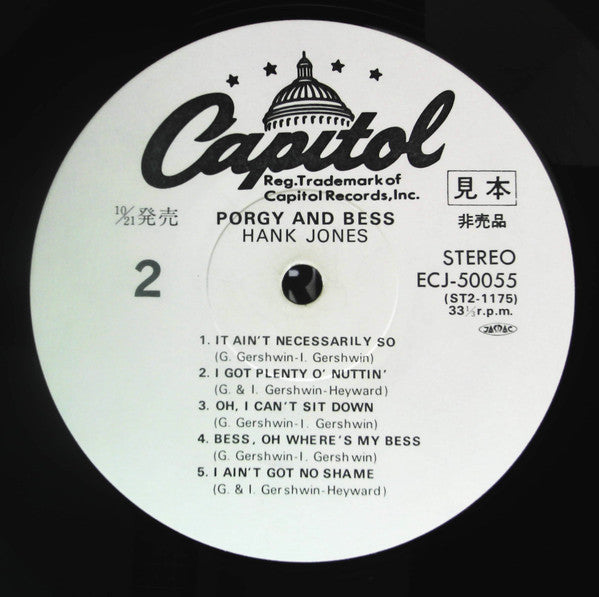 Capitol
Reg.Trademark of
Capitol Records,Inc.
見本
非売品
10/21発売
PORGY AND BESS
HANK JONES
2
STEREO
ECJ-50055
(ST2-1175)
33⅓r.p.m.
JASRAC
1. IT AIN'T NECESSARILY SO
(G. Gershwin-I. Gershwin)
2. I GOT PLENTY O' NUTTIN'
(G. & I. Gershwin-Heyward)
3. OH, I CAN'T SIT DOWN
(G. Gershwin-I. Gershwin)
4. BESS, OH WHERE'S MY BESS
(G. Gershwin-I. Gershwin)
5. I AIN'T GOT NO SHAME
(G. & I. Gershwin-Heyward)